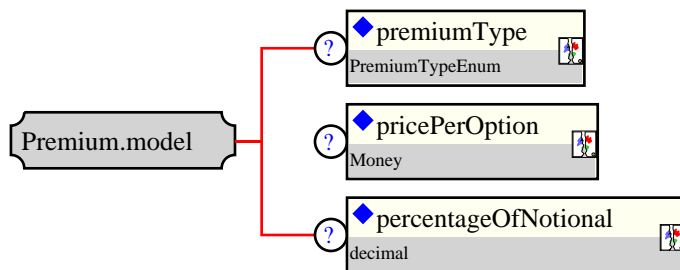 premiumType
?
PremiumTypeEnum
Premium.model
pricePerOption
?
Money
percentageOfNotional
?
decimal